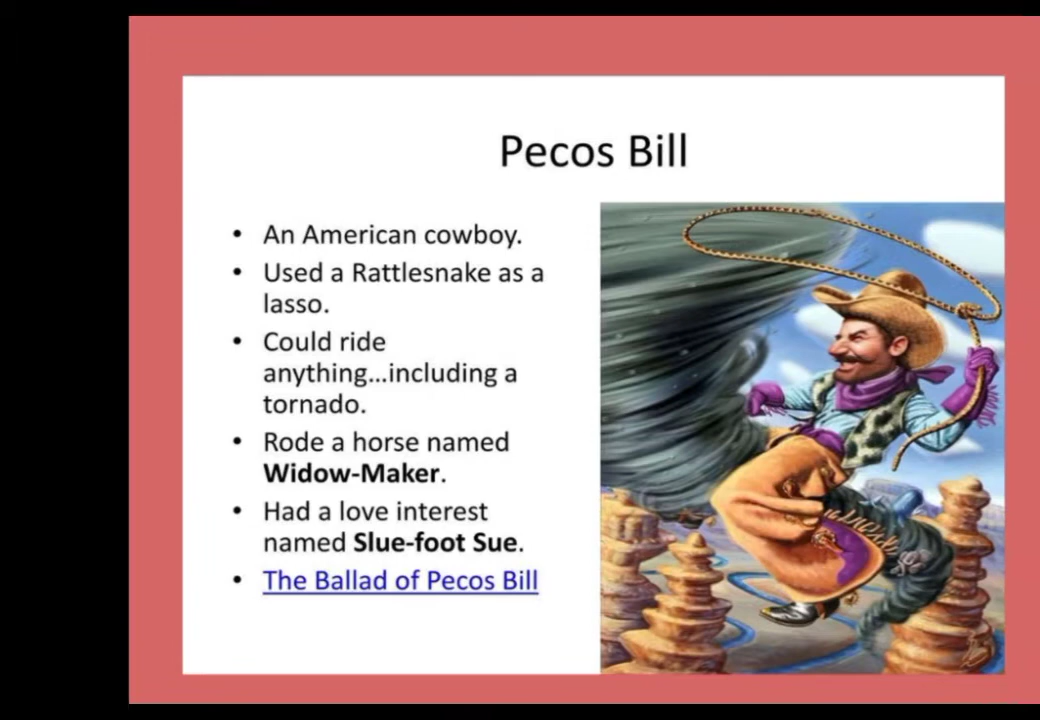 Pecos Bill
• An American cowboy.
• Used a Rattlesnake as a
lasso.
• Could ride
anything...including a
tornado.
• Rode a horse named
Widow-Maker.
• Had a love interest
named Slue-foot Sue.
• The Ballad of Pecos Bill